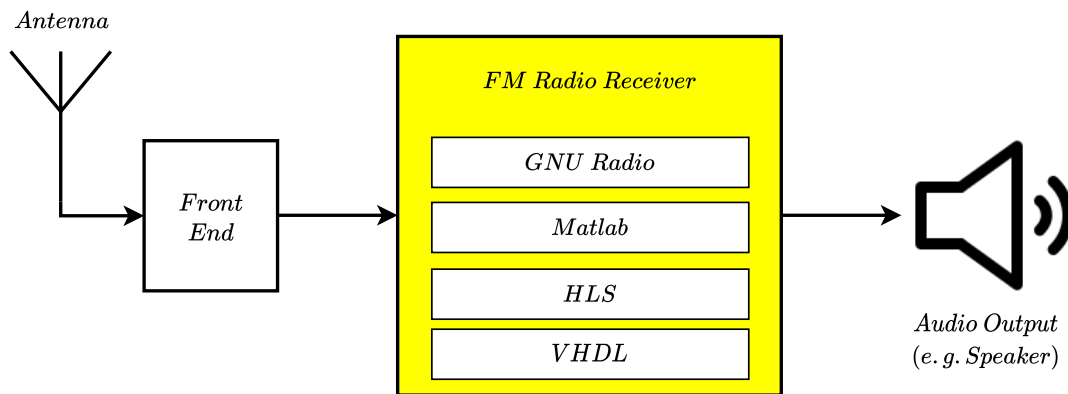 Antenna
Front
End
FM Radio Receiver
GNU Radio
Matlab
HLS
VHDL
Audio Output
(e.g. Speaker)